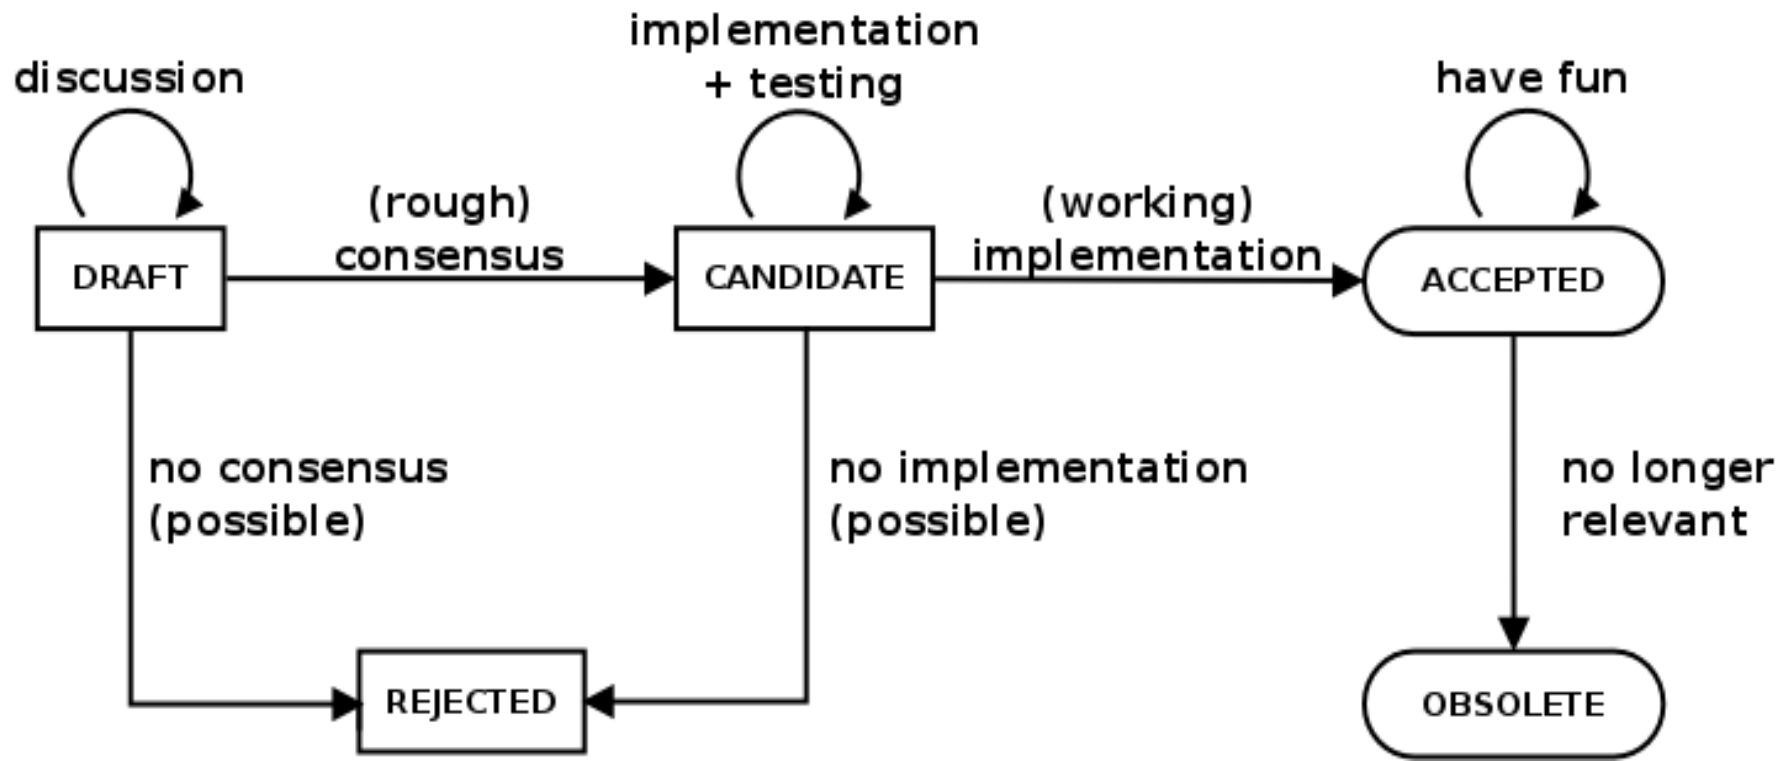 discussion
implementation
+ testing
have fun
(rough)
consensus
(working)
implementation
DRAFT
CANDIDATE
ACCEPTED
no consensus
(possible)
no implementation
(possible)
no longer
relevant
REJECTED
OBSOLETE